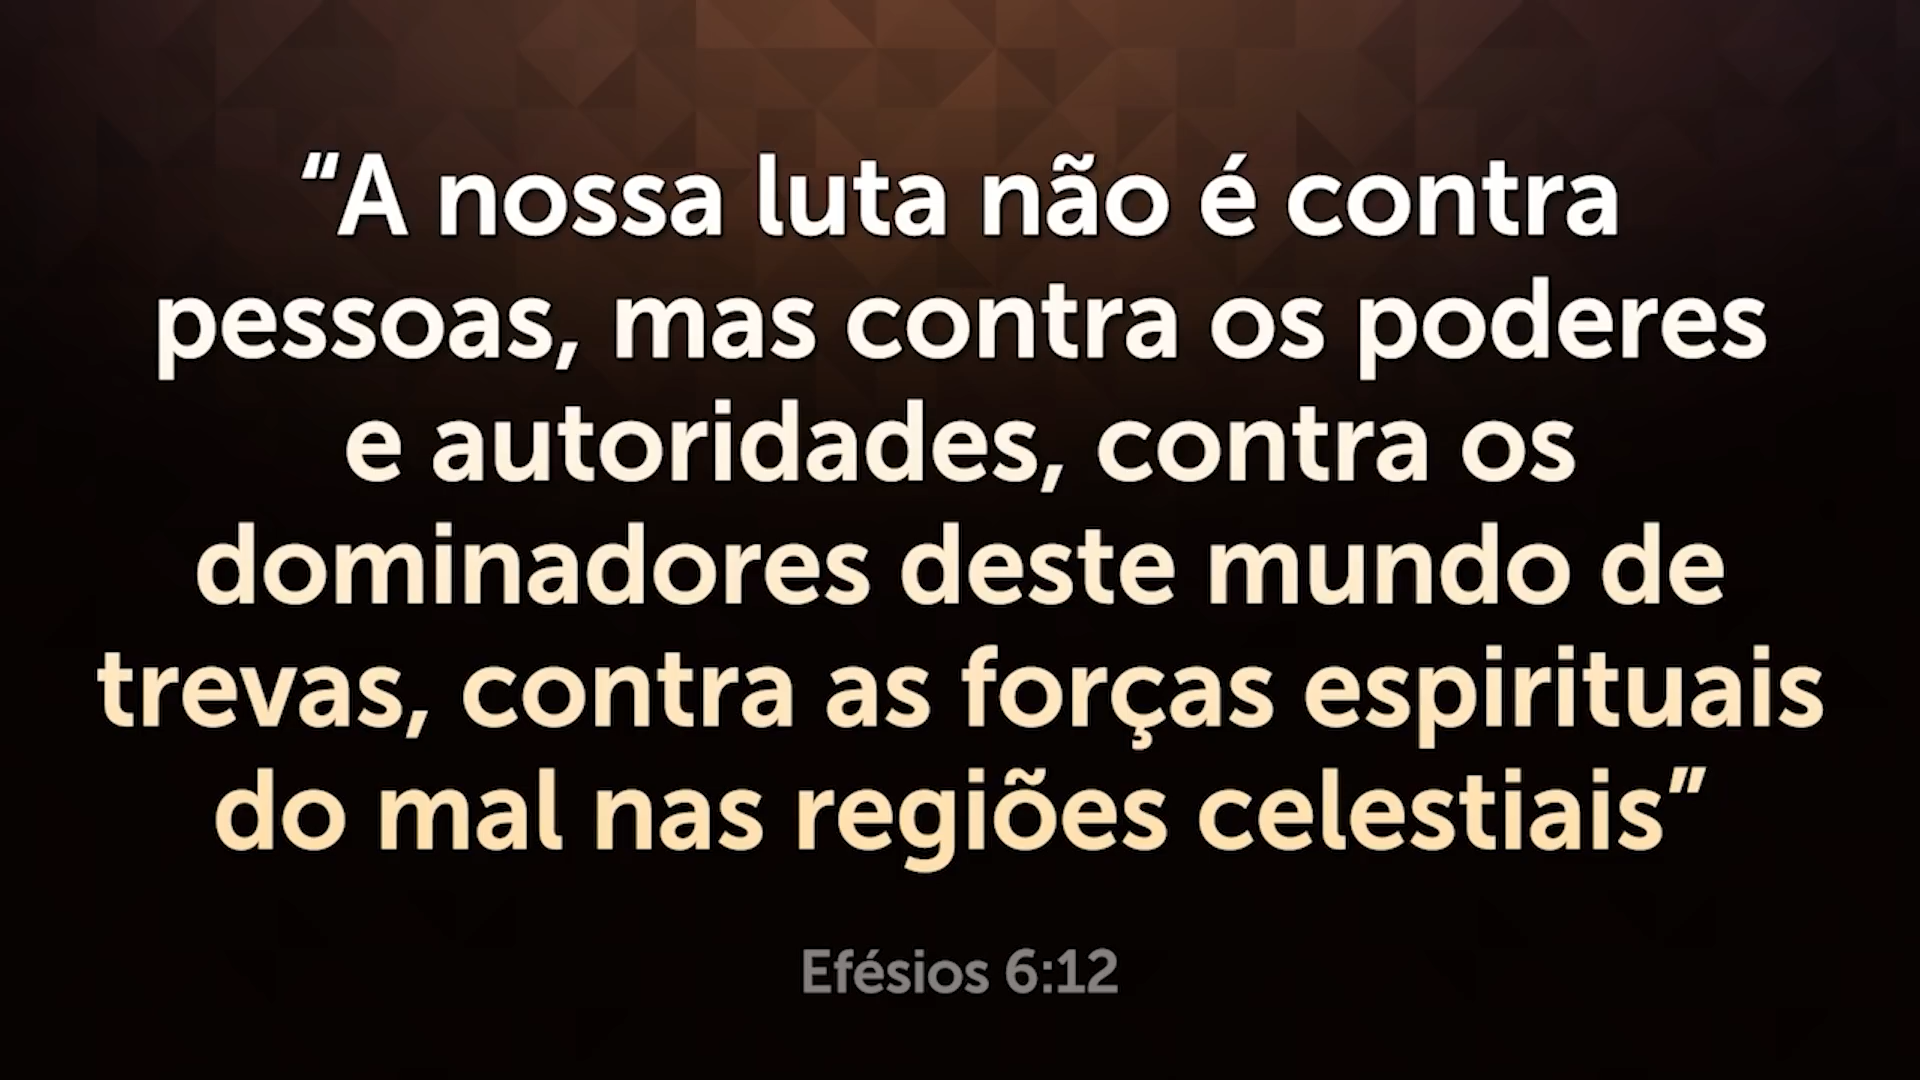 “A nossa luta não é contra
pessoas, mas contra os poderes
e autoridades, contra os
dominadores deste mundo de
trevas, contra as forças espirituais
do mal nas regiões celestiais”
Efésios 6:12